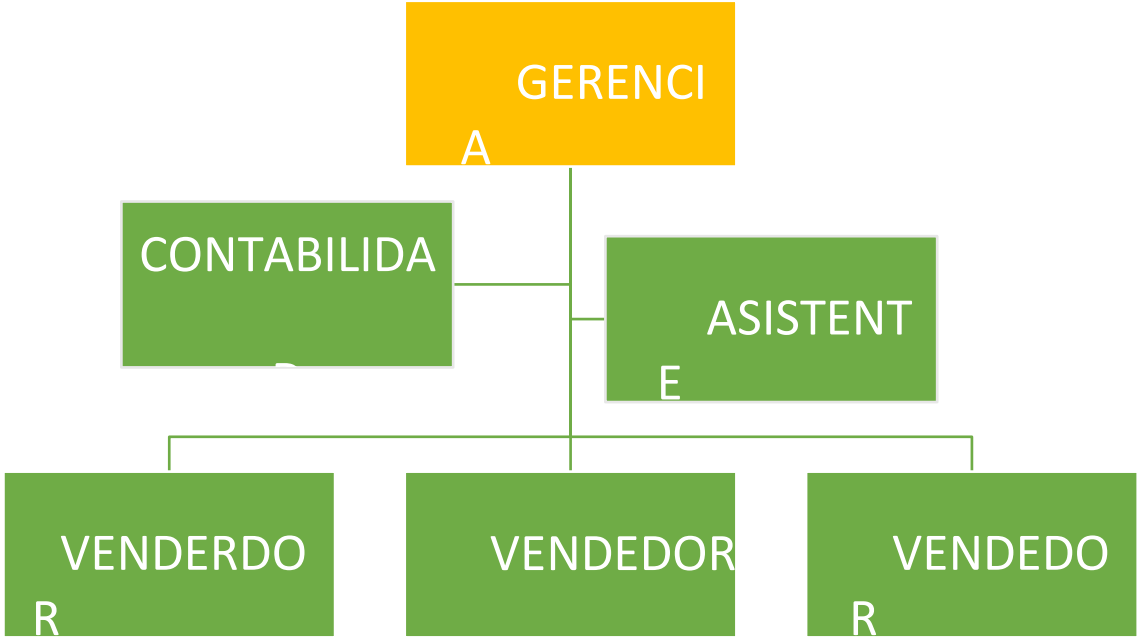 GERENCI
A
CONTABILIDA
D
ASISTENT
E
VENDERDO
R
VENDEDOR
VENDEDO
R